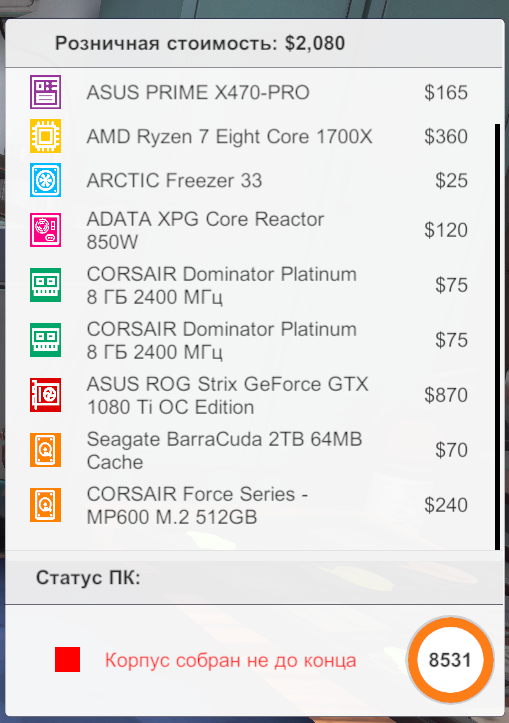 Розничная стоимость: $2,080
ASUS PRIME X470-PRO $165
AMD Ryzen 7 Eight Core 1700X $360
ARCTIC Freezer 33 $25
ADATA XPG Core Reactor
850W $120
CORSAIR Dominator Platinum
8 ГБ 2400 МГц $75
CORSAIR Dominator Platinum
8 ГБ 2400 МГц $75
ASUS ROG Strix GeForce GTX
1080 Ti OC Edition $870
Seagate BarraCuda 2TB 64MB
Cache $70
CORSAIR Force Series -
MP600 M.2 512GB $240
Статус ПК:
Корпус собран не до конца 8531